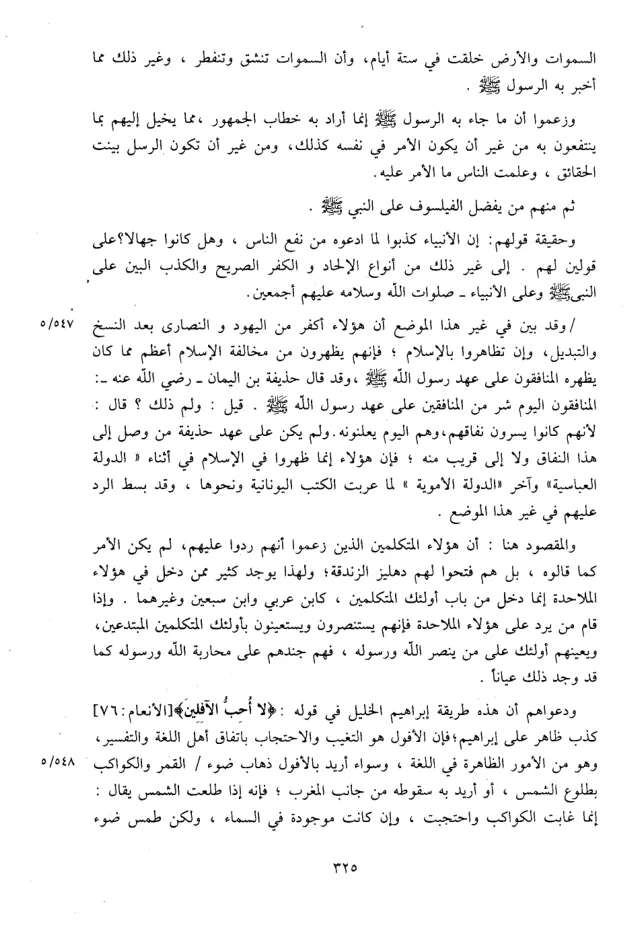 السموات والأرض خلقت في ستة أيام، وأن السموات تنشق وتنفطر ، وغير ذلك مما
أخبر به الرسول ﷺ .
وزعموا أن ما جاء به الرسول ﷺ إنما أراد به خطاب الجمهور ،مما يخيل إليهم بما
ينتفعون به من غير أن يكون الأمر في نفسه كذلك، ومن غير أن تكون الرسل بينت
الحقائق ، وعلمت الناس ما الأمر عليه.
ثم منهم من يفضل الفيلسوف على النبي ﷺ .
وحقيقة قولهم: إن الأنبياء كذبوا لما ادعوه من نفع الناس ، وهل كانوا جهالا؟على
قولين لهم . إلى غير ذلك من أنواع الإلحاد و الكفر الصريح والكذب البين على
النبيﷺ وعلى الأنبياء ـ صلوات الله وسلامه عليهم أجمعين.
/ وقد بين في غير هذا الموضع أن هؤلاء أكفر من اليهود و النصارى بعد النسخ ٥/٥٤٧
والتبديل، وإن تظاهروا بالإسلام ؛ فإنهم يظهرون من مخالفة الإسلام أعظم مما كان
يظهره المنافقون على عهد رسول الله ﷺ ،وقد قال حذيفة بن اليمان ـ رضي الله عنه ـ:
المنافقون اليوم شر من المنافقين على عهد رسول الله ﷺ . قيل : ولم ذلك ؟ قال :
لأنهم كانوا يسرون نفاقهم،وهم اليوم يعلنونه.ولم يكن على عهد حذيفة من وصل إلى
هذا النفاق ولا إلى قريب منه ؛ فإن هؤلاء إنما ظهروا في الإسلام في أثناء « الدولة
العباسية» وآخر «الدولة الأموية » لما عربت الكتب اليونانية ونحوها ، وقد بسط الرد
عليهم في غير هذا الموضع .
والمقصود هنا : أن هؤلاء المتكلمين الذين زعموا أنهم ردوا عليهم، لم يكن الأمر
كما قالوه ، بل هم فتحوا لهم دهليز الزندقة؛ ولهذا يوجد كثير ممن دخل في هؤلاء
الملاحدة إنما دخل من باب أولئك المتكلمين ، كابن عربي وابن سبعين وغيرهما . وإذا
قام من يرد على هؤلاء الملاحدة فإنهم يستنصرون ويستعينون بأولئك المتكلمين المبتدعين،
ويعينهم أولئك على من ينصر الله ورسوله ، فهم جندهم على محاربة الله ورسوله كما
قد وجد ذلك عياناً.
ودعواهم أن هذه طريقة إبراهيم الخليل في قوله :﴿لا أُحِبُّ الآفِلِينَ﴾[الأنعام:٧٦]
كذب ظاهر على إبراهيم؛فإن الأفول هو التغيب والاحتجاب باتفاق أهل اللغة والتفسير،
وهو من الأمور الظاهرة في اللغة ، وسواء أريد بالأفول ذهاب ضوء / القمر والكواكب ٥/٥٤٨
بطلوع الشمس ، أو أريد به سقوطه من جانب المغرب ؛ فإنه إذا طلعت الشمس يقال :
إنما غابت الكواكب واحتجبت ، وإن كانت موجودة في السماء ، ولكن طمس ضوء
٣٢٥